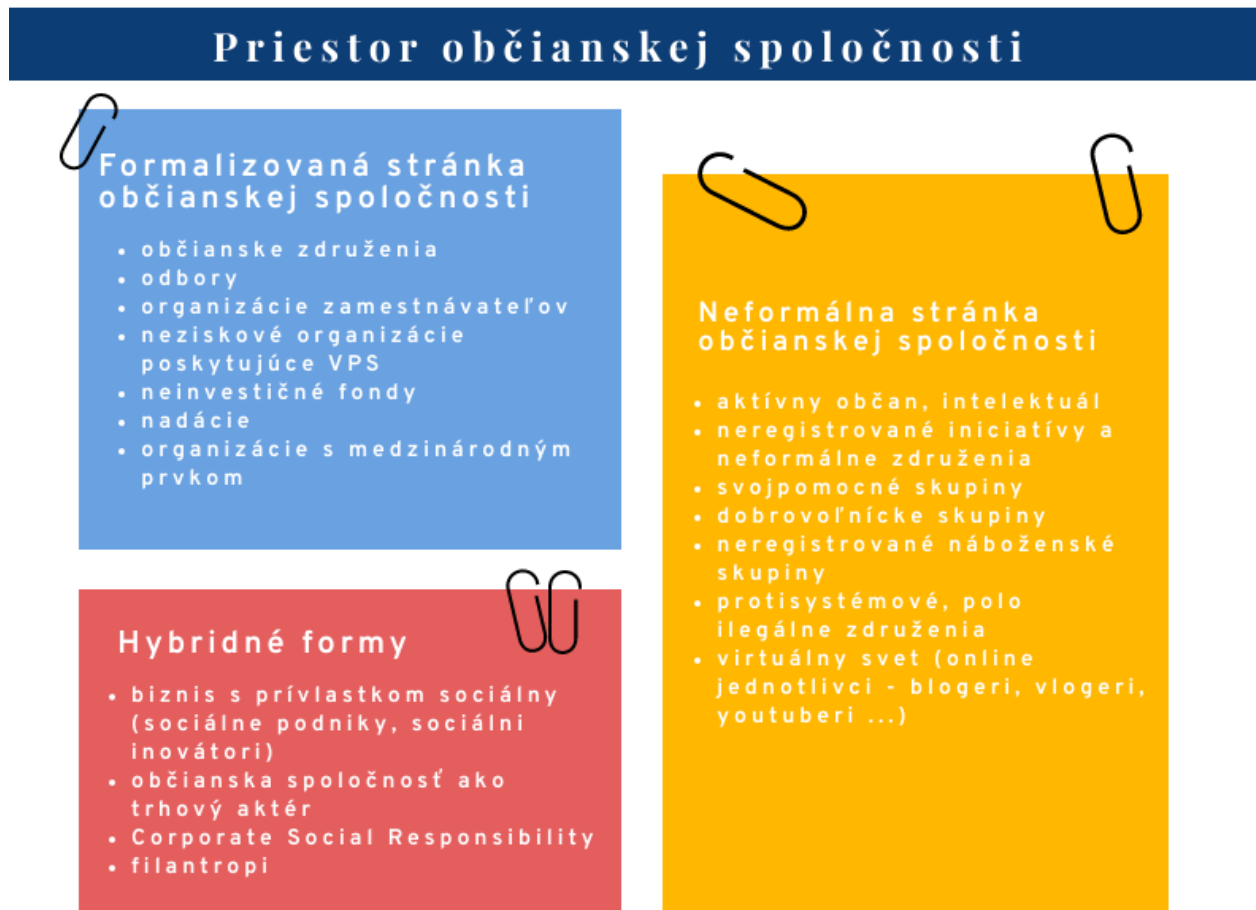 Priestor občianskej spoločnosti
Formalizovaná stránka
občianskej spoločnosti
• občianske združenia
• odbory
• organizácie zamestnávateľov
• neziskové organizácie
poskytujúce VPS
• neinvestičné fondy
• nadácie
• organizácie s medzinárodným
prvkom
Hybridné formy
• biznis s prívlastkom sociálny
(sociálne podniky, sociálni
inovátori)
• občianska spoločnosť ako
trhový aktér
• Corporate Social Responsibility
• filantropi
Neformálna stránka
občianskej spoločnosti
• aktívny občan, intelektuál
• neregistrované iniciatívy a
neformálne združenia
• svojpomocné skupiny
• dobrovoľnícke skupiny
• neregistrované náboženské
skupiny
• protisystémové, polo
ilegálne združenia
• virtuálny svet (online
jednotlivci - blogeri, vlogeri,
youtuberi ...)